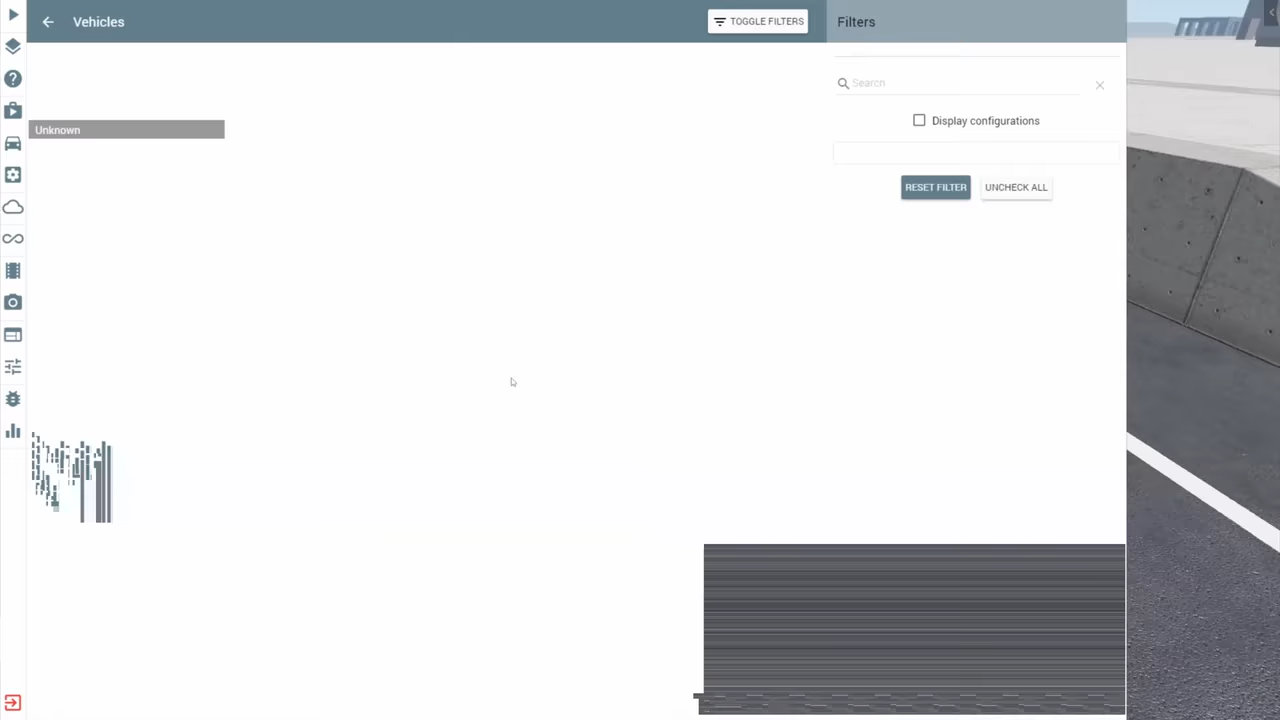 Vehicles
TOGGLE FILTERS
Filters
Search
Display configurations
Unknown
RESET FILTER
UNCHECK ALL